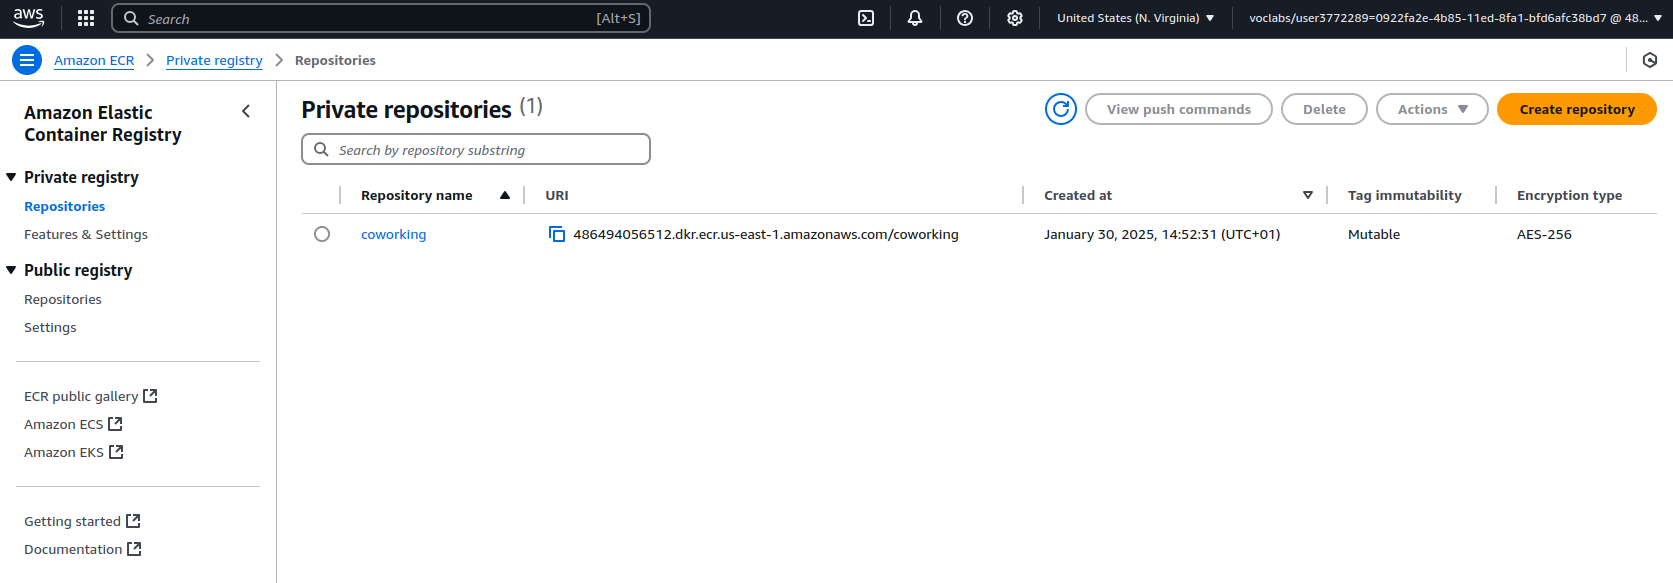 aws
Search [Alt+S]
United States (N. Virginia)
voclabs/user3772289=0922fa2e-4b85-11ed-8fa1-bfd6afc38bd7 @ 48...
Amazon ECR > Private registry > Repositories
Amazon Elastic
Container Registry
Private registry
Repositories
Features & Settings
Public registry
Repositories
Settings
ECR public gallery
Amazon ECS
Amazon EKS
Getting started
Documentation
Private repositories (1)
View push commands
Delete
Actions
Create repository
Search by repository substring
Repository name URI Created at Tag immutability Encryption type
coworking 486494056512.dkr.ecr.us-east-1.amazonaws.com/coworking January 30, 2025, 14:52:31 (UTC+01) Mutable AES-256